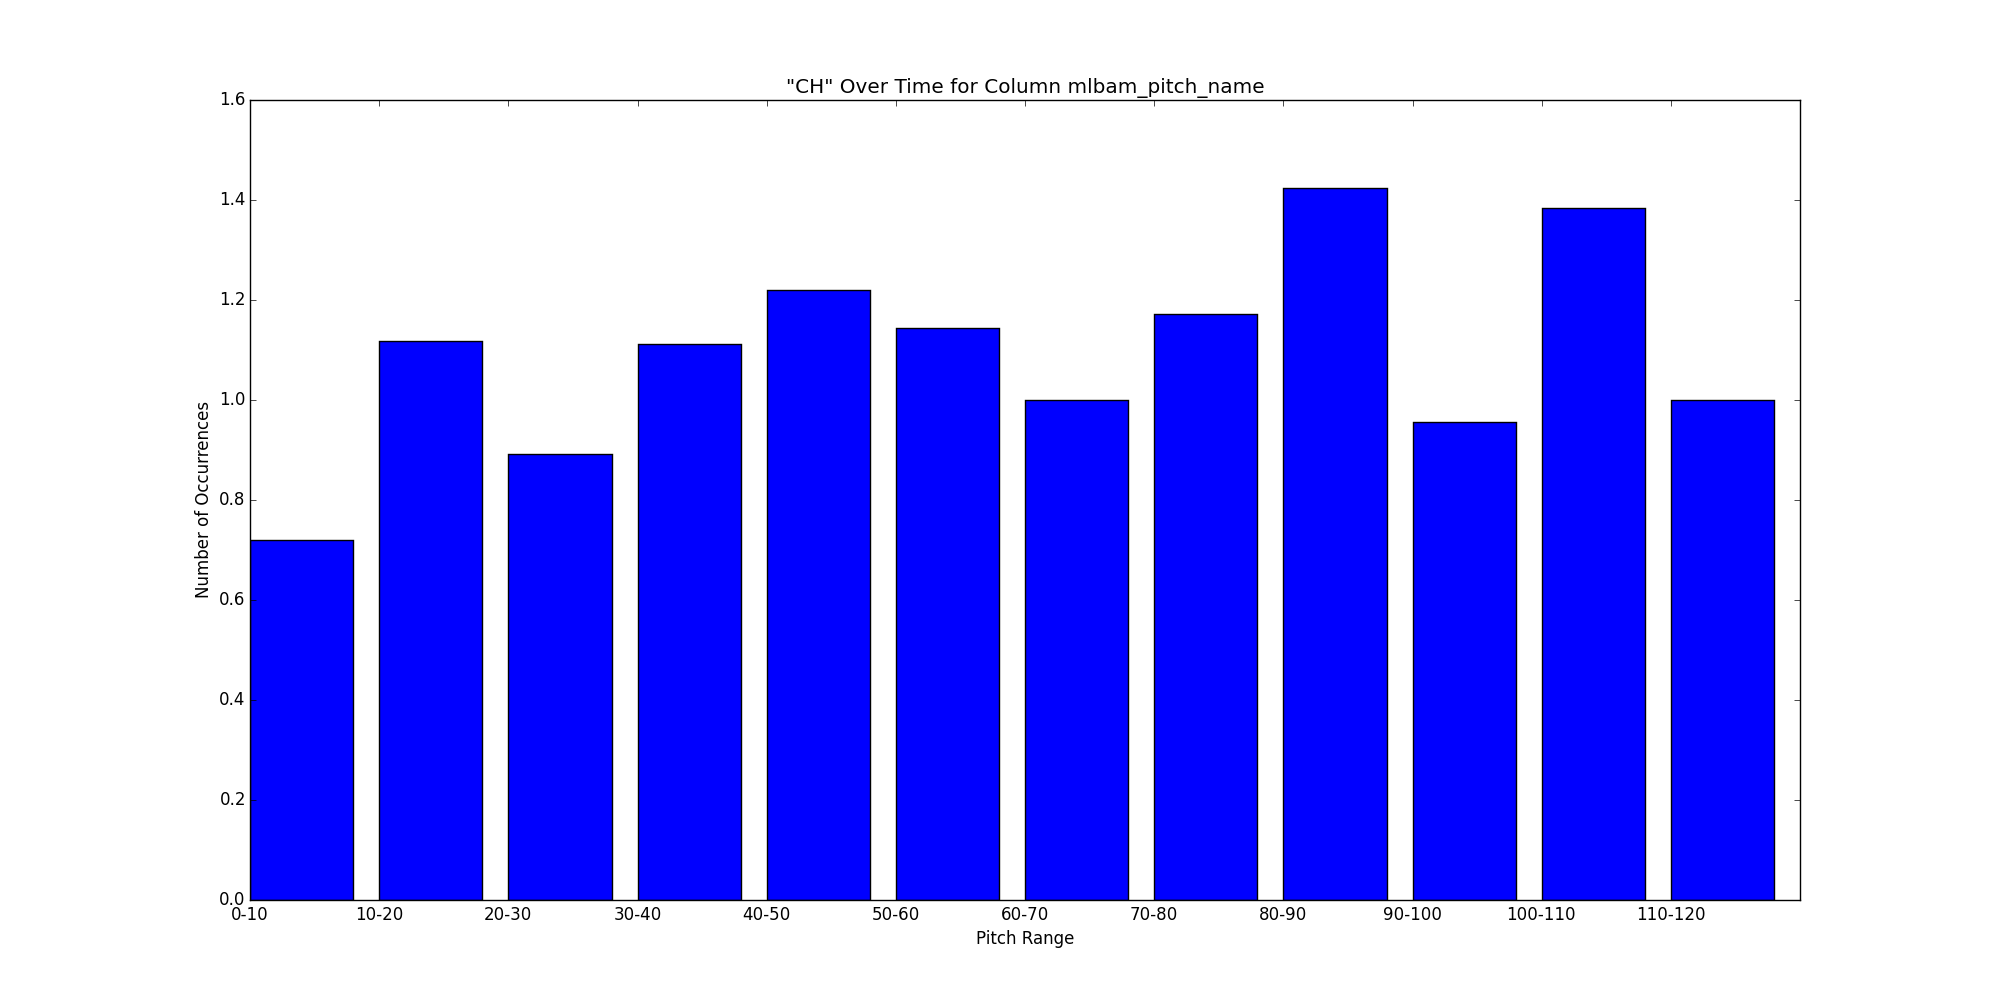 "CH" Over Time for Column mlbam_pitch_name
1.6
1.4
1.2
1.0
0.8
0.6
0.4
0.2
0.0
Number of Occurrences
0-10 10-20 20-30 30-40 40-50 50-60 60-70 70-80 80-90 90-100 100-110 110-120
Pitch Range